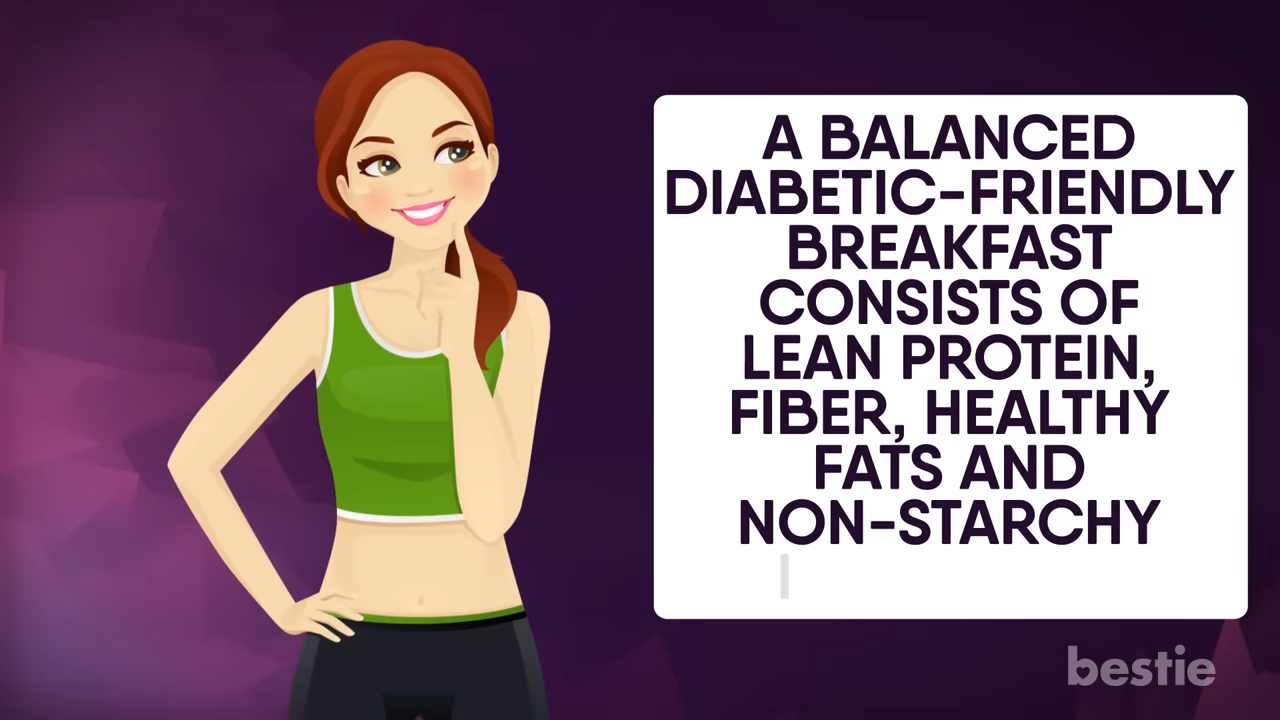 A BALANCED
DIABETIC-FRIENDLY
BREAKFAST
CONSISTS OF
LEAN PROTEIN,
FIBER, HEALTHY
FATS AND
NON-STARCHY
bestie